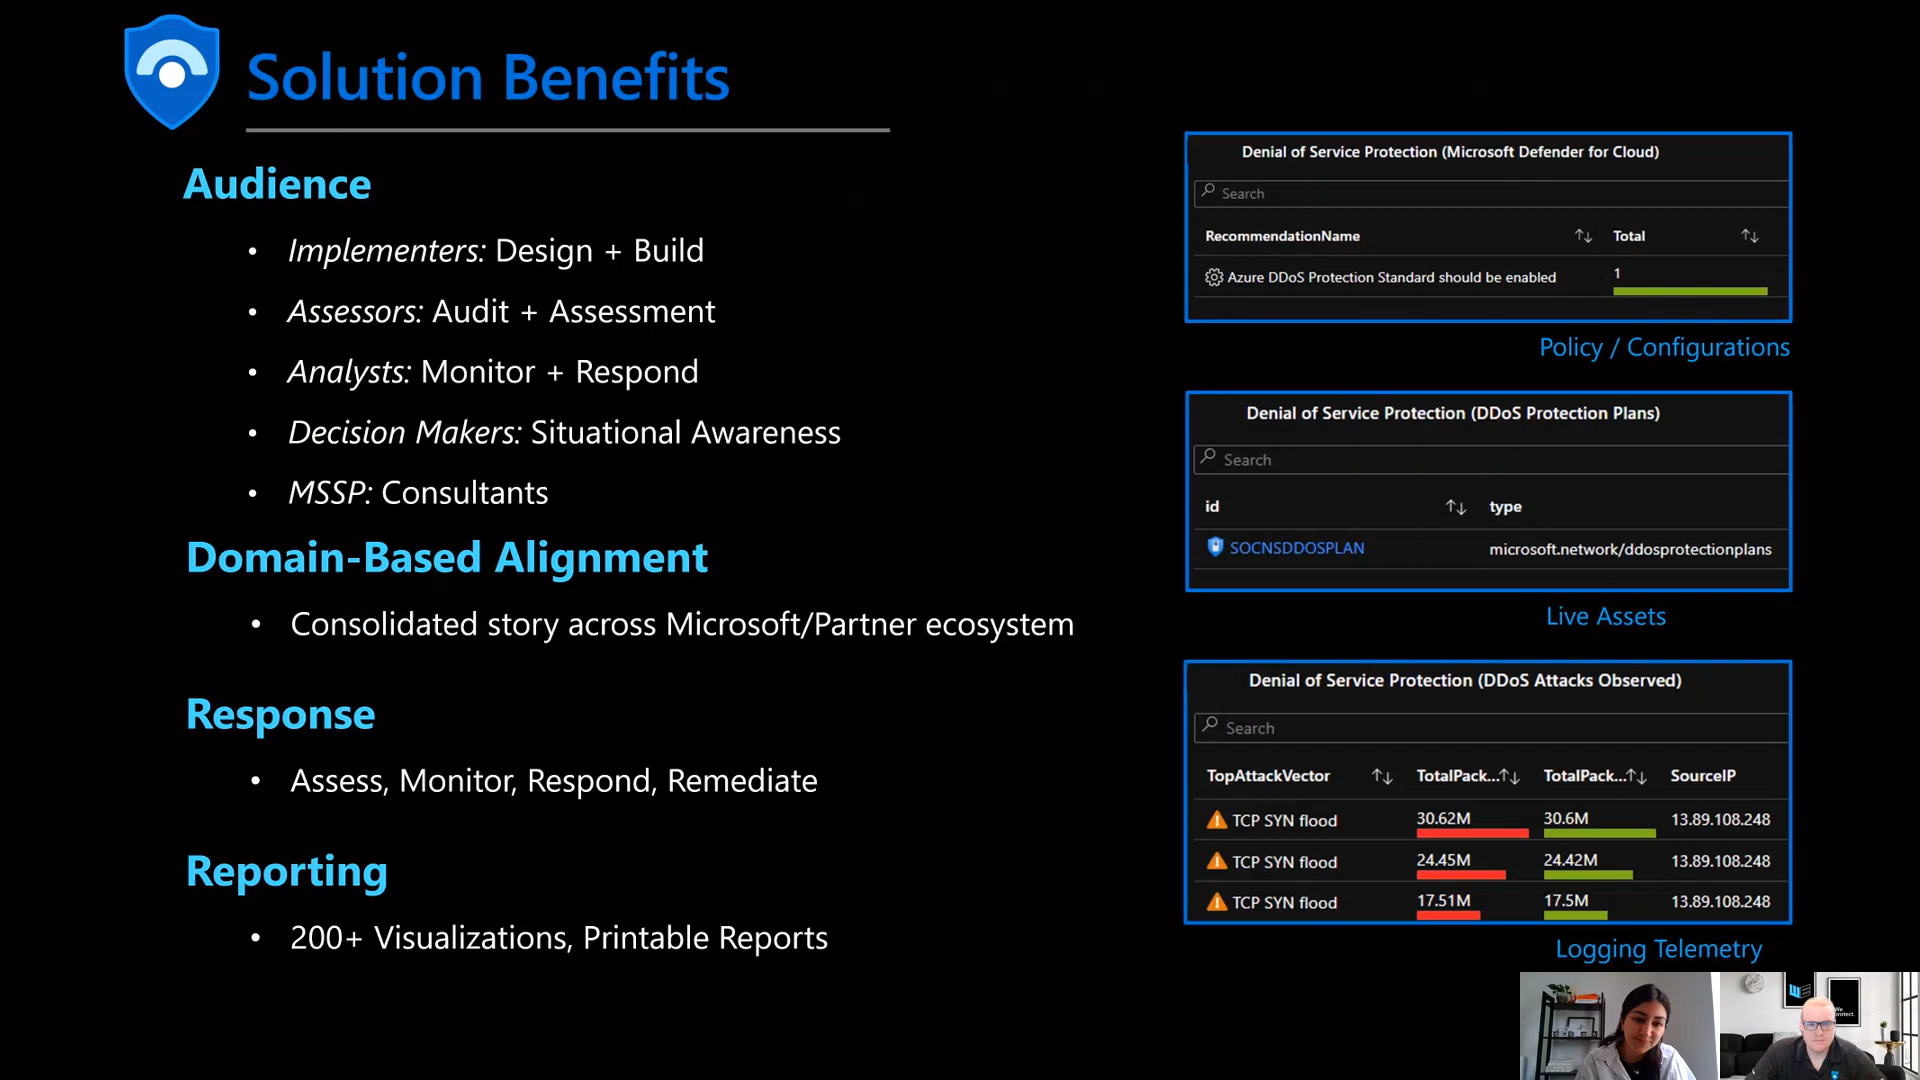 Solution Benefits
Audience
• Implementers: Design + Build
• Assessors: Audit + Assessment
• Analysts: Monitor + Respond
• Decision Makers: Situational Awareness
• MSSP: Consultants
Domain-Based Alignment
• Consolidated story across Microsoft/Partner ecosystem
Response
• Assess, Monitor, Respond, Remediate
Reporting
• 200+ Visualizations, Printable Reports
Denial of Service Protection (Microsoft Defender for Cloud)
Search
RecommendationName ↑↓ Total ↑↓
Azure DDoS Protection Standard should be enabled 1
Policy / Configurations
Denial of Service Protection (DDoS Protection Plans)
Search
id ↑↓ type
SOCNSDDOSPLAN microsoft.network/ddosprotectionplans
Live Assets
Denial of Service Protection (DDoS Attacks Observed)
Search
TopAttackVector ↑↓ TotalPack...↑↓ TotalPack...↑↓ SourceIP
TCP SYN flood 30.62M 30.6M 13.89.108.248
TCP SYN flood 24.45M 24.42M 13.89.108.248
TCP SYN flood 17.51M 17.5M 13.89.108.248
Logging Telemetry